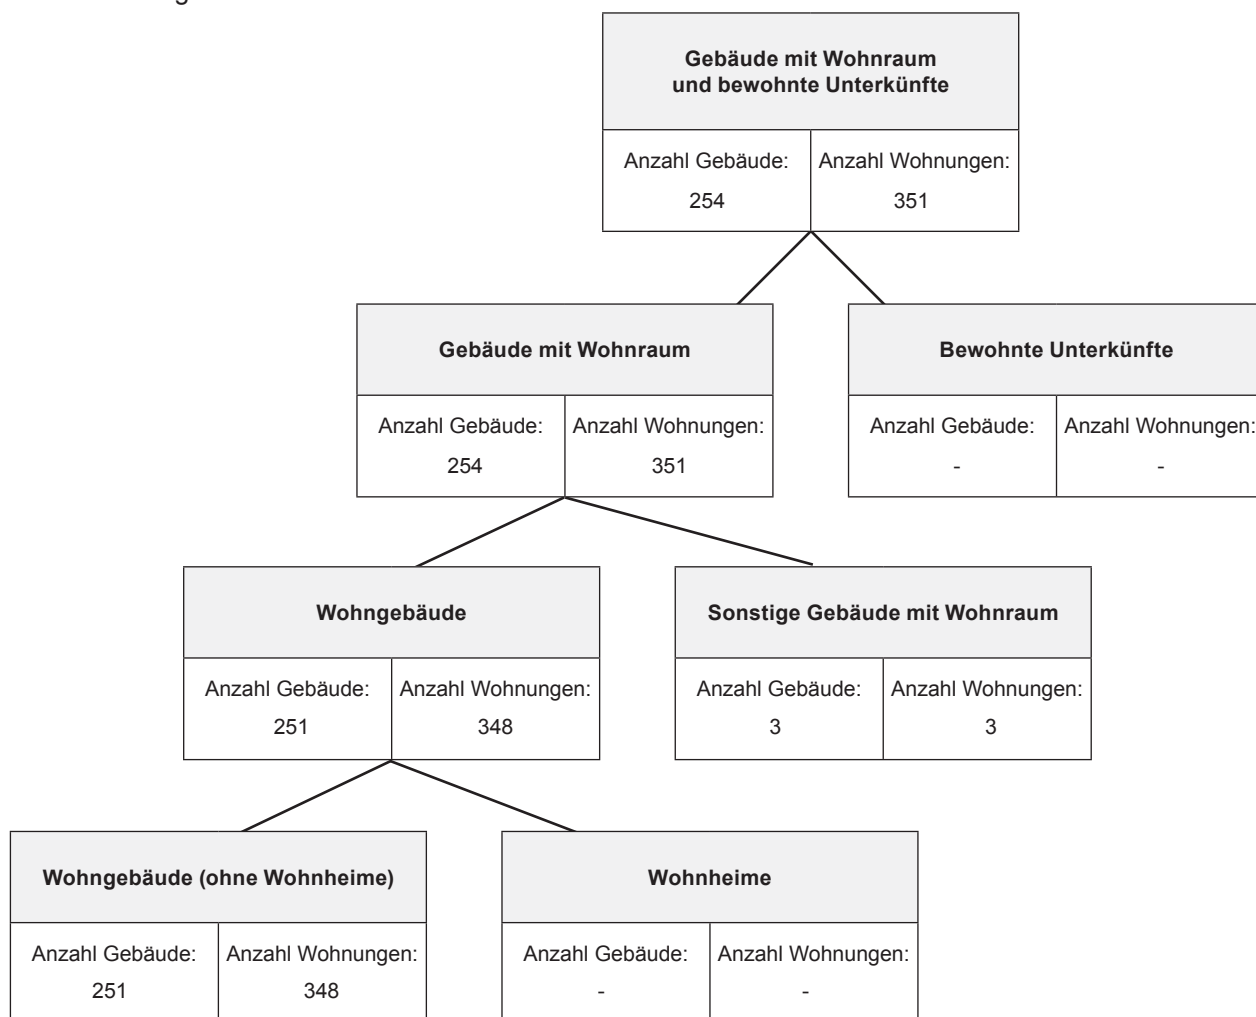 Gebäude mit Wohnraum
und bewohnte Unterkünfte
Anzahl Gebäude: Anzahl Wohnungen:
254 351
Gebäude mit Wohnraum
Bewohnte Unterkünfte
Anzahl Gebäude: Anzahl Wohnungen:
254 351
Anzahl Gebäude: Anzahl Wohnungen:
- -
Wohngebäude
Sonstige Gebäude mit Wohnraum
Anzahl Gebäude: Anzahl Wohnungen:
251 348
Anzahl Gebäude: Anzahl Wohnungen:
3 3
Wohngebäude (ohne Wohnheime)
Wohnheime
Anzahl Gebäude: Anzahl Wohnungen:
251 348
Anzahl Gebäude: Anzahl Wohnungen:
- -